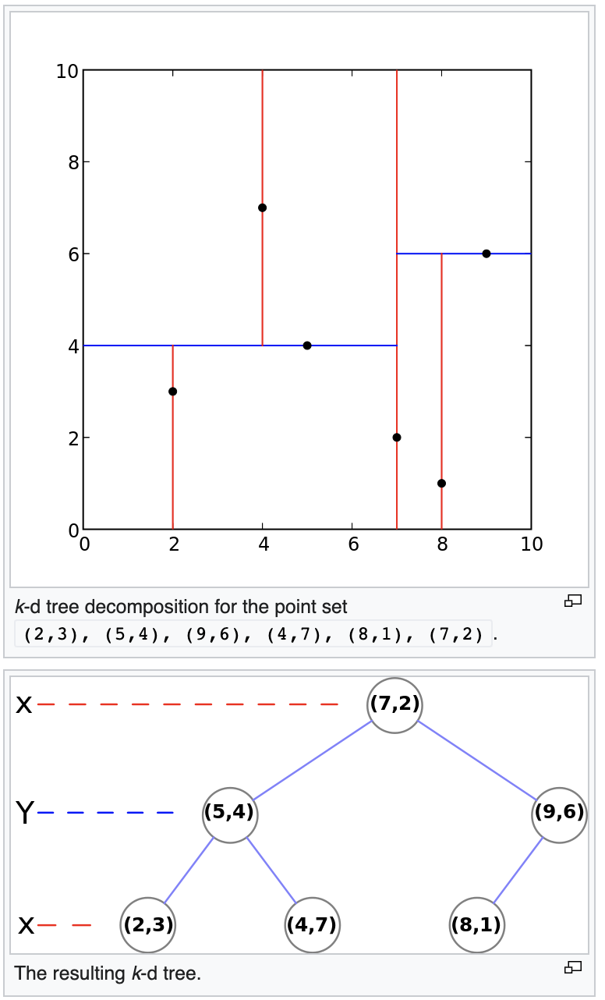 10
8
6
4
2
0
0 2 4 6 8 10
k-d tree decomposition for the point set
(2,3), (5,4), (9,6), (4,7), (8,1), (7,2) .
X (7,2)
Y (5,4) (9,6)
X (2,3) (4,7) (8,1)
The resulting k-d tree.